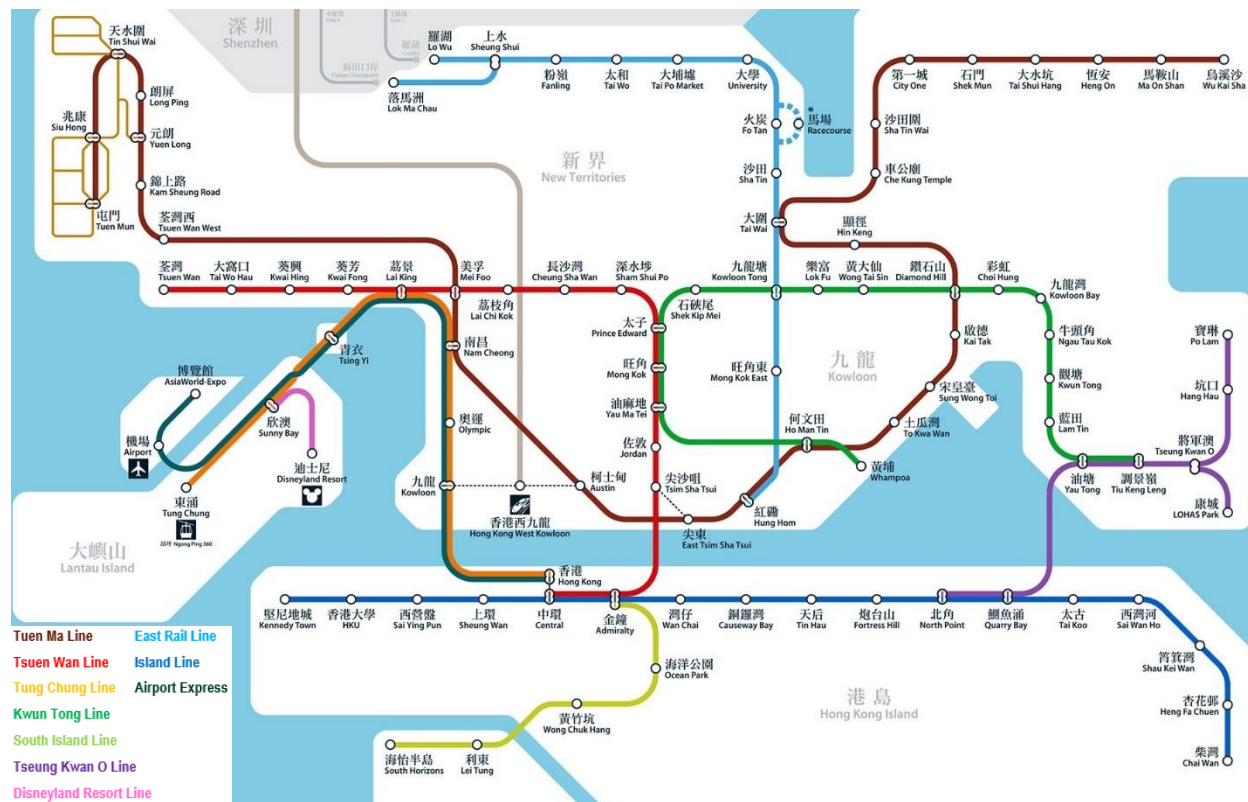 深圳
Shenzhen
4號線
Line 4
1號線
Line 1
羅湖
Luohu
福田口岸
Futian Checkpoint
新界
New Territories
九龍
Kowloon
大嶼山
Lantau Island
港島
Hong Kong Island
天水圍
Tin Shui Wai
朗屏
Long Ping
兆康
Siu Hong
元朗
Yuen Long
錦上路
Kam Sheung Road
屯門
Tuen Mun
荃灣西
Tsuen Wan West
羅湖
Lo Wu
上水
Sheung Shui
落馬洲
Lok Ma Chau
粉嶺
Fanling
太和
Tai Wo
大埔墟
Tai Po Market
大學
University
火炭
Fo Tan
*
馬場
Racecourse
沙田
Sha Tin
大圍
Tai Wai
第一城
City One
石門
Shek Mun
大水坑
Tai Shui Hang
恆安
Heng On
馬鞍山
Ma On Shan
烏溪沙
Wu Kai Sha
沙田圍
Sha Tin Wai
車公廟
Che Kung Temple
顯徑
Hin Keng
荃灣
Tsuen Wan
大窩口
Tai Wo Hau
葵興
Kwai Hing
葵芳
Kwai Fong
荔景
Lai King
美孚
Mei Foo
荔枝角
Lai Chi Kok
長沙灣
Cheung Sha Wan
深水埗
Sham Shui Po
石硤尾
Shek Kip Mei
九龍塘
Kowloon Tong
樂富
Lok Fu
黃大仙
Wong Tai Sin
鑽石山
Diamond Hill
彩虹
Choi Hung
九龍灣
Kowloon Bay
牛頭角
Ngau Tau Kok
觀塘
Kwun Tong
藍田
Lam Tin
油塘
Yau Tong
調景嶺
Tiu Keng Leng
將軍澳
Tseung Kwan O
坑口
Hang Hau
寶琳
Po Lam
康城
LOHAS Park
太子
Prince Edward
旺角
Mong Kok
油麻地
Yau Ma Tei
佐敦
Jordan
尖沙咀
Tsim Sha Tsui
旺角東
Mong Kok East
何文田
Ho Man Tin
黃埔
Whampoa
啟德
Kai Tak
宋皇臺
Sung Wong Toi
土瓜灣
To Kwa Wan
紅磡
Hung Hom
尖東
East Tsim Sha Tsui
柯士甸
Austin
香港西九龍
Hong Kong West Kowloon
南昌
Nam Cheong
奧運
Olympic
九龍
Kowloon
青衣
Tsing Yi
博覽館
AsiaWorld-Expo
機場
Airport
欣澳
Sunny Bay
迪士尼
Disneyland Resort
東涌
Tung Chung
昂坪 Ngong Ping 360
香港
Hong Kong
堅尼地城
Kennedy Town
香港大學
HKU
西營盤
Sai Ying Pun
上環
Sheung Wan
中環
Central
金鐘
Admiralty
灣仔
Wan Chai
銅鑼灣
Causeway Bay
天后
Tin Hau
炮台山
Fortress Hill
北角
North Point
鰂魚涌
Quarry Bay
太古
Tai Koo
西灣河
Sai Wan Ho
筲箕灣
Shau Kei Wan
杏花邨
Heng Fa Chuen
柴灣
Chai Wan
海洋公園
Ocean Park
黃竹坑
Wong Chuk Hang
利東
Lei Tung
海怡半島
South Horizons
Tuen Ma Line
East Rail Line
Tsuen Wan Line
Island Line
Tung Chung Line
Airport Express
Kwun Tong Line
South Island Line
Tseung Kwan O Line
Disneyland Resort Line